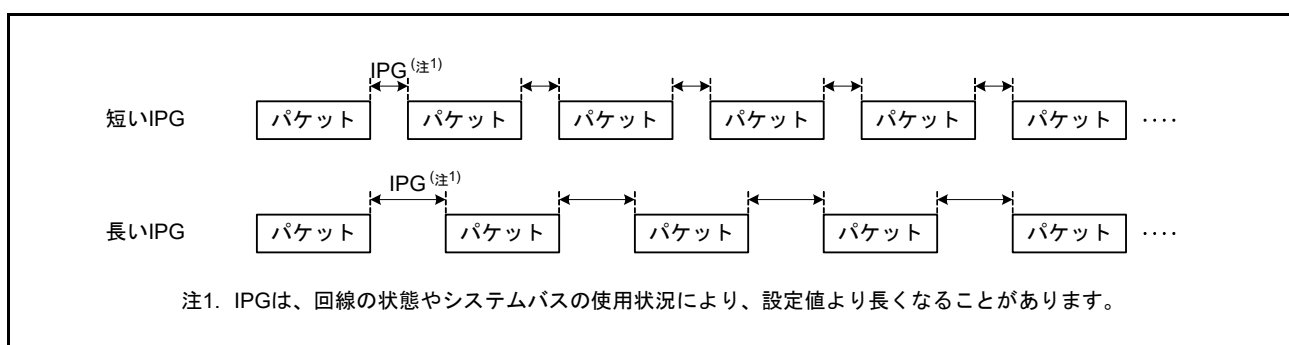 IPG(注1)
短いIPG パケット パケット パケット パケット パケット パケット ‥‥
IPG(注1)
長いIPG パケット パケット パケット パケット パケット ‥‥
注1. IPGは、回線の状態やシステムバスの使用状況により、設定値より長くなることがあります。